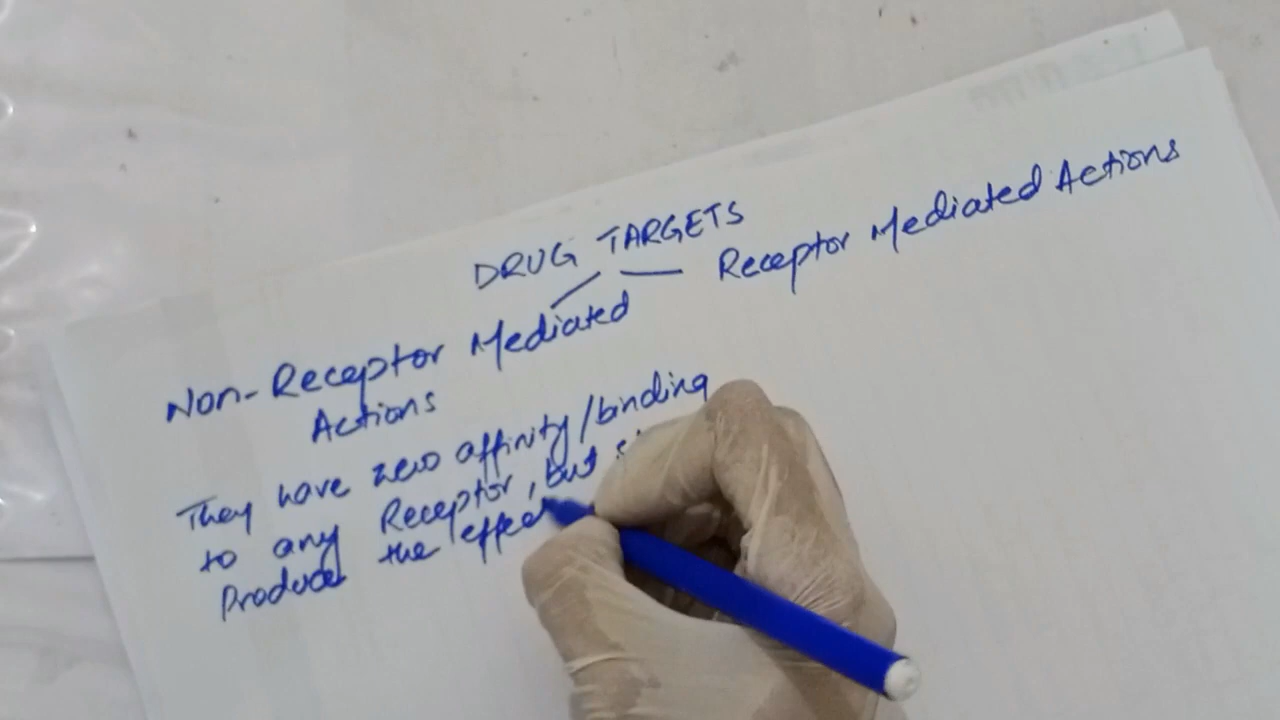 DRUG TARGETS
Non-Receptor Mediated Receptor Mediated Actions
Actions
They have zero affinity/binding
to any Receptor, but
Produces the effect